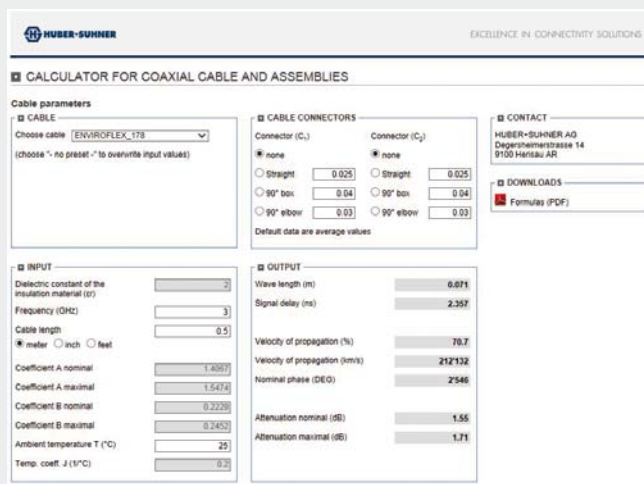 HUBER+SUHNER
EXCELLENCE IN CONNECTIVITY SOLUTIONS
CALCULATOR FOR COAXIAL CABLE AND ASSEMBLIES
Cable parameters
CABLE
Choose cable ENVIROFLEX_178
(choose "- no preset -" to overwrite input values)
CABLE CONNECTORS
Connector (C₁) Connector (C₂)
none none
Straight 0.025 Straight 0.025
90° box 0.04 90° box 0.04
90° elbow 0.03 90° elbow 0.03
Default data are average values
CONTACT
HUBER+SUHNER AG
Degersheimerstrasse 14
9100 Herisau AR
DOWNLOADS
Formulas (PDF)
INPUT
Dielectric constant of the
insulation material (εr) 2
Frequency (GHz) 3
Cable length 0.5
meter inch feet
Coefficient A nominal 1.4067
Coefficient A maximal 1.5474
Coefficient B nominal 0.2229
Coefficient B maximal 0.2452
Ambient temperature T (°C) 25
Temp. coeff. J (1/°C) 0.2
OUTPUT
Wave length (m) 0.071
Signal delay (ns) 2.357
Velocity of propagation (%) 70.7
Velocity of propagation (km/s) 212'132
Nominal phase (DEG) 2'546
Attenuation nominal (dB) 1.55
Attenuation maximal (dB) 1.71